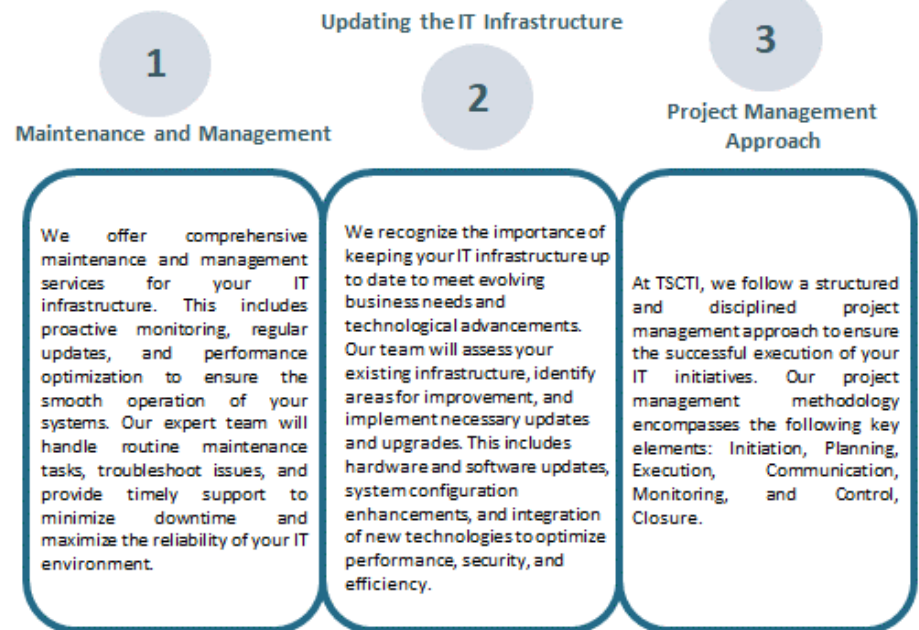 1
Maintenance and Management
We offer comprehensive
maintenance and management
services for your IT
infrastructure. This includes
proactive monitoring, regular
updates, and performance
optimization to ensure the
smooth operation of your
systems. Our expert team will
handle routine maintenance
tasks, troubleshoot issues, and
provide timely support to
minimize downtime and
maximize the reliability of your IT
environment.
Updating the IT Infrastructure
2
We recognize the importance of
keeping your IT infrastructure up
to date to meet evolving
business needs and
technological advancements.
Our team will assess your
existing infrastructure, identify
areas for improvement, and
implement necessary updates
and upgrades. This includes
hardware and software updates,
system configuration
enhancements, and integration
of new technologies to optimize
performance, security, and
efficiency.
3
Project Management
Approach
At TSCTI, we follow a structured
and disciplined project
management approach to ensure
the successful execution of your
IT initiatives. Our project
management methodology
encompasses the following key
elements: Initiation, Planning,
Execution, Communication,
Monitoring, and Control,
Closure.